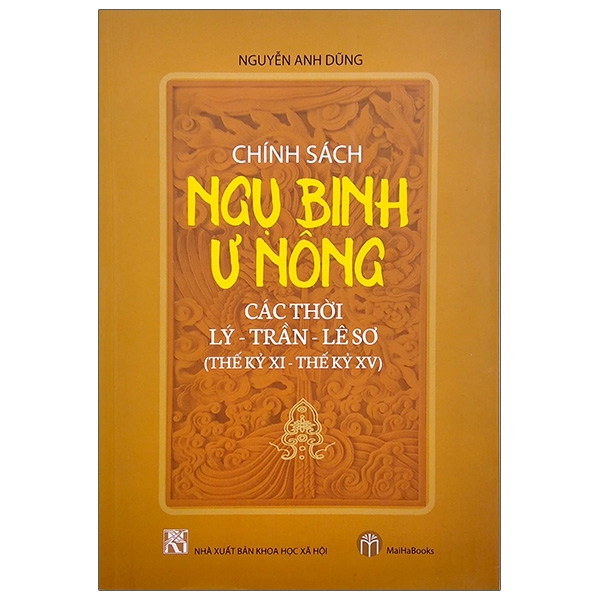 NGUYỄN ANH DŨNG
CHÍNH SÁCH
NGỤ BINH
Ư NÔNG
CÁC THỜI
LÝ - TRẦN - LÊ SƠ
(THẾ KỶ XI - THẾ KỶ XV)
NHÀ XUẤT BẢN KHOA HỌC XÃ HỘI
MaiHaBooks